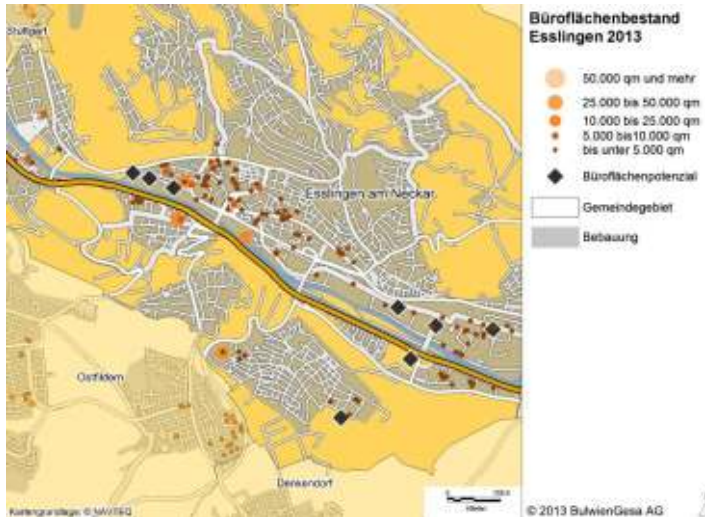 Büroflächenbestand
Esslingen 2013
50.000 qm und mehr
25.000 bis 50.000 qm
10.000 bis 25.000 qm
5.000 bis10.000 qm
bis unter 5.000 qm
Büroflächenpotenzial
Gemeindegebiet
Bebauung
Stuttgart
Esslingen am Neckar
Ostfildern
Denkendorf
Kartengrundlage: © NAVTEQ
© 2013 BulwienGesa AG